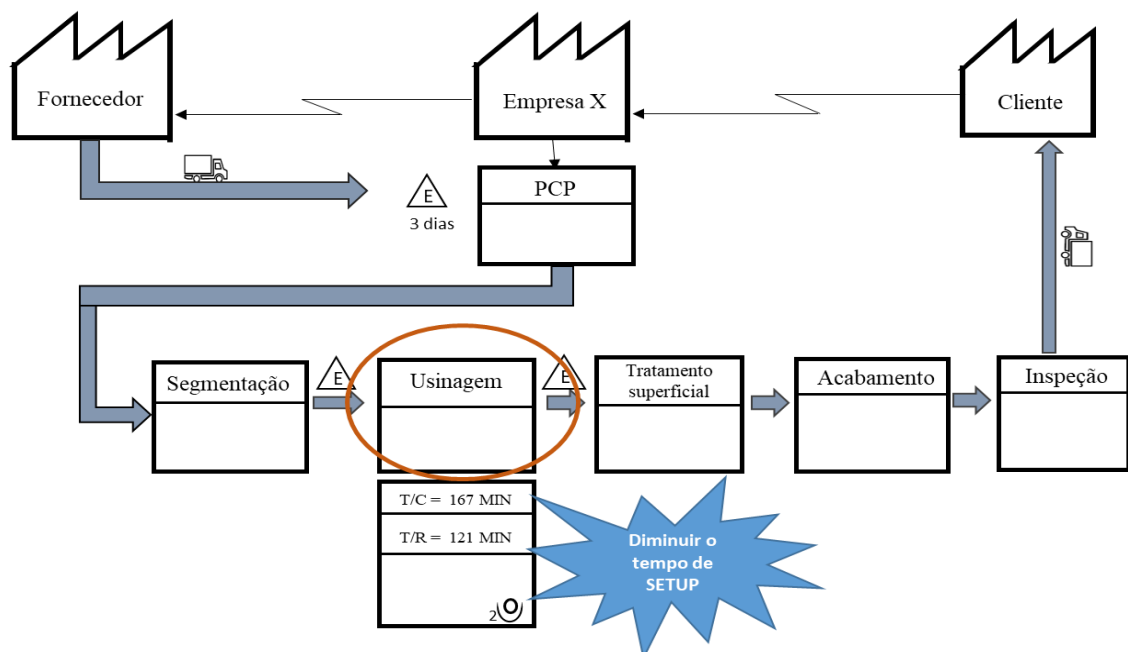 Fornecedor
Empresa X
Cliente
E
3 dias
PCP
Segmentação
E
Usinagem
E
Tratamento
superficial
Acabamento
Inspeção
T/C = 167 MIN
T/R = 121 MIN
2
Diminuir o
tempo de
SETUP